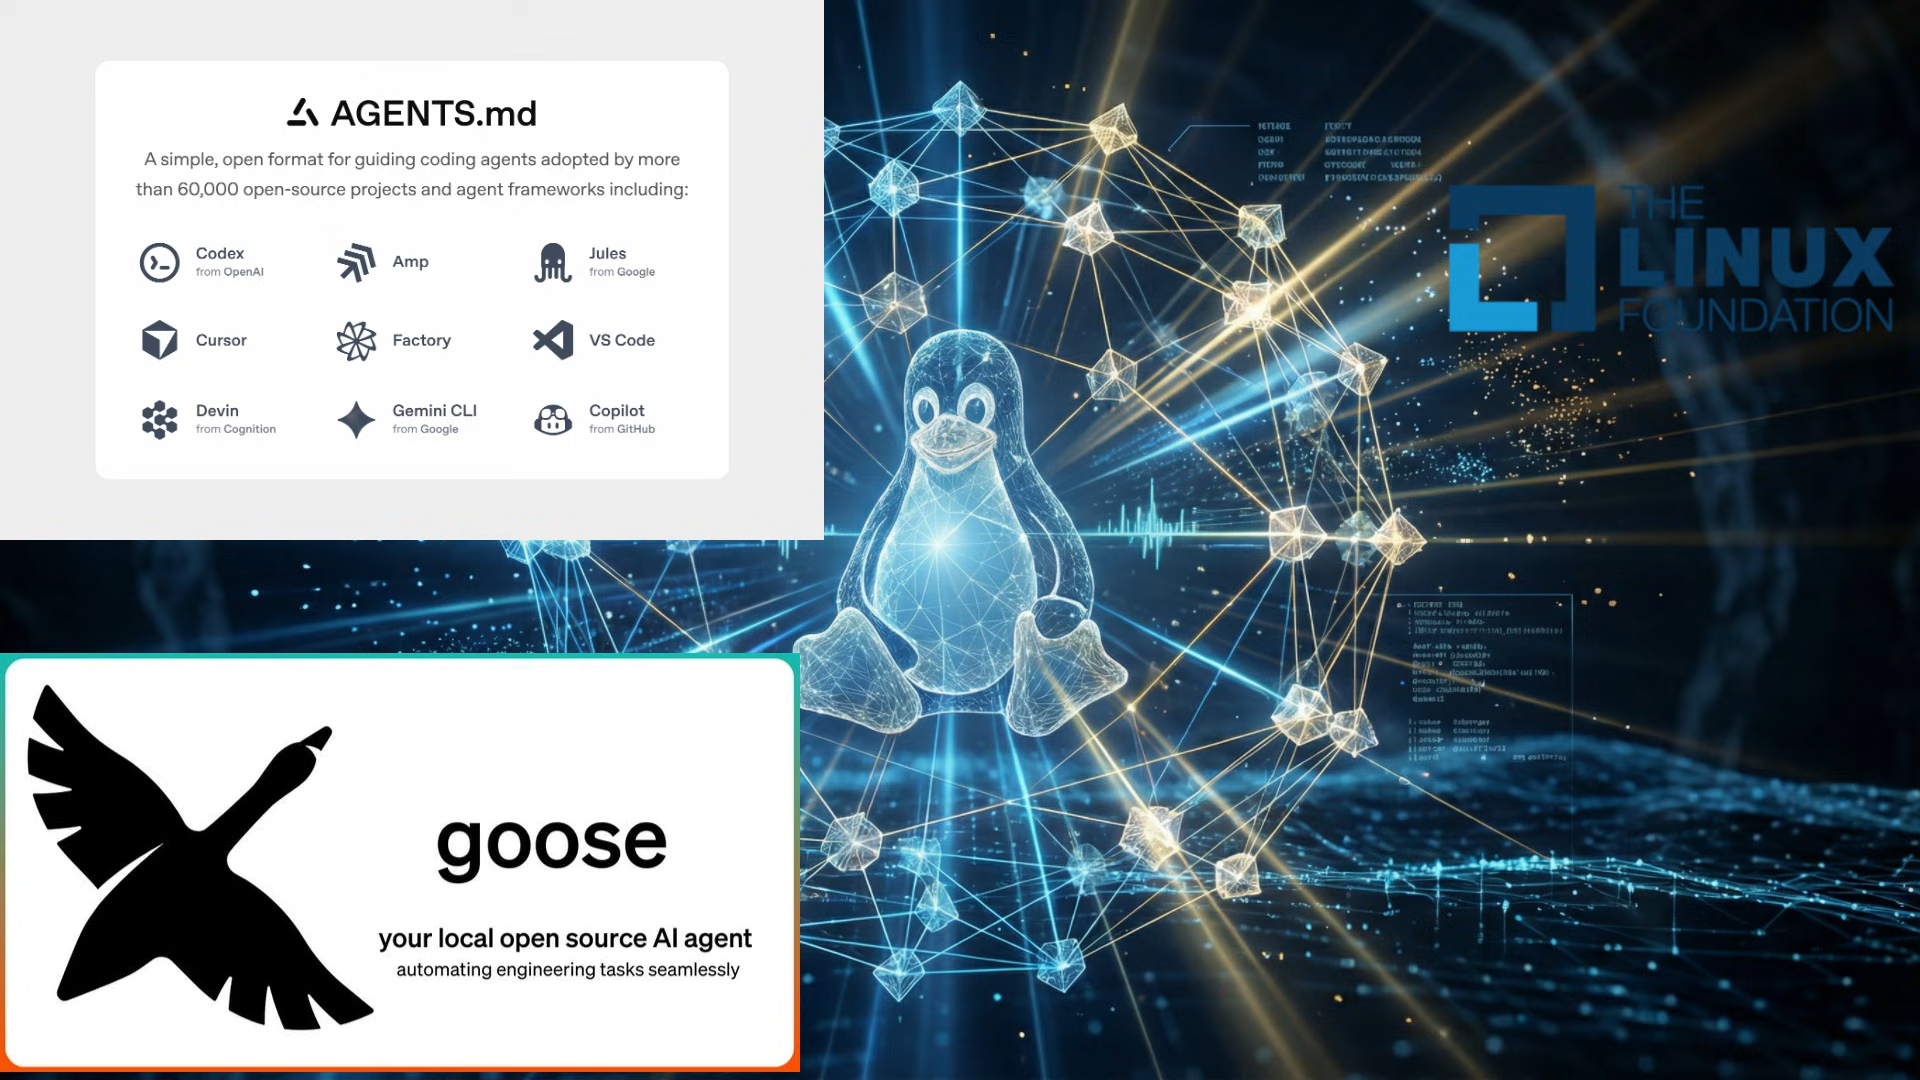 AGENTS.md
A simple, open format for guiding coding agents adopted by more
than 60,000 open-source projects and agent frameworks including:
Codex
from OpenAI
Amp
Jules
from Google
Cursor
Factory
VS Code
Devin
from Cognition
Gemini CLI
from Google
Copilot
from GitHub
THE
LINUX
FOUNDATION
goose
your local open source AI agent
automating engineering tasks seamlessly